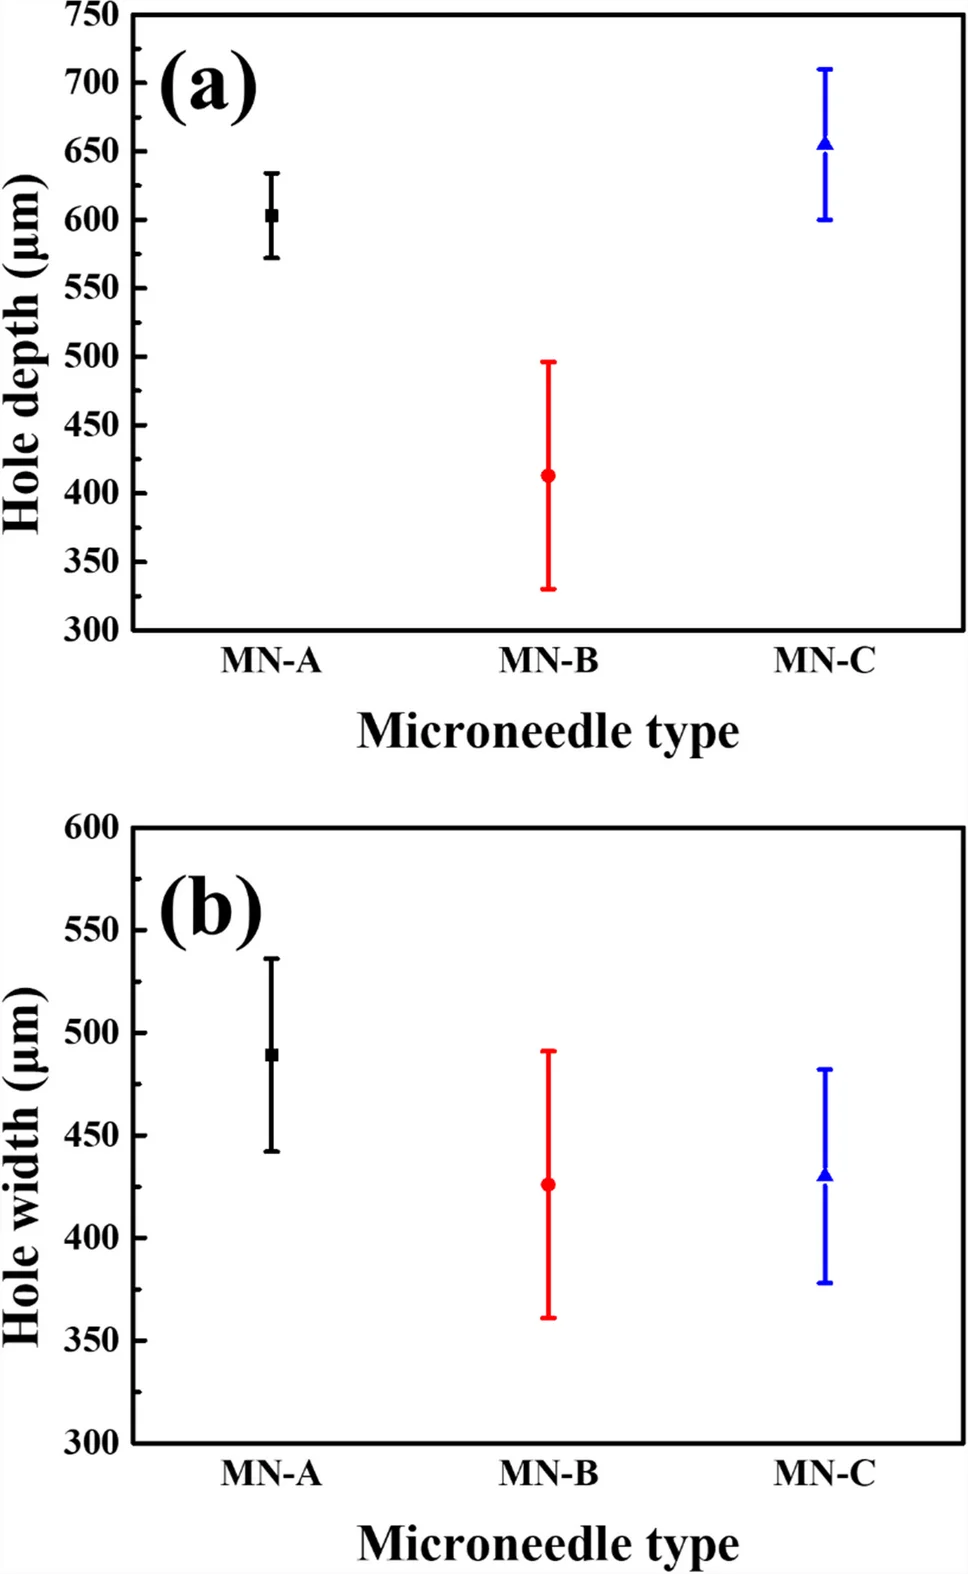 (a)
Hole depth (μm)
750
700
650
600
550
500
450
400
350
300
MN-A MN-B MN-C
Microneedle type
(b)
Hole width (μm)
600
550
500
450
400
350
300
MN-A MN-B MN-C
Microneedle type